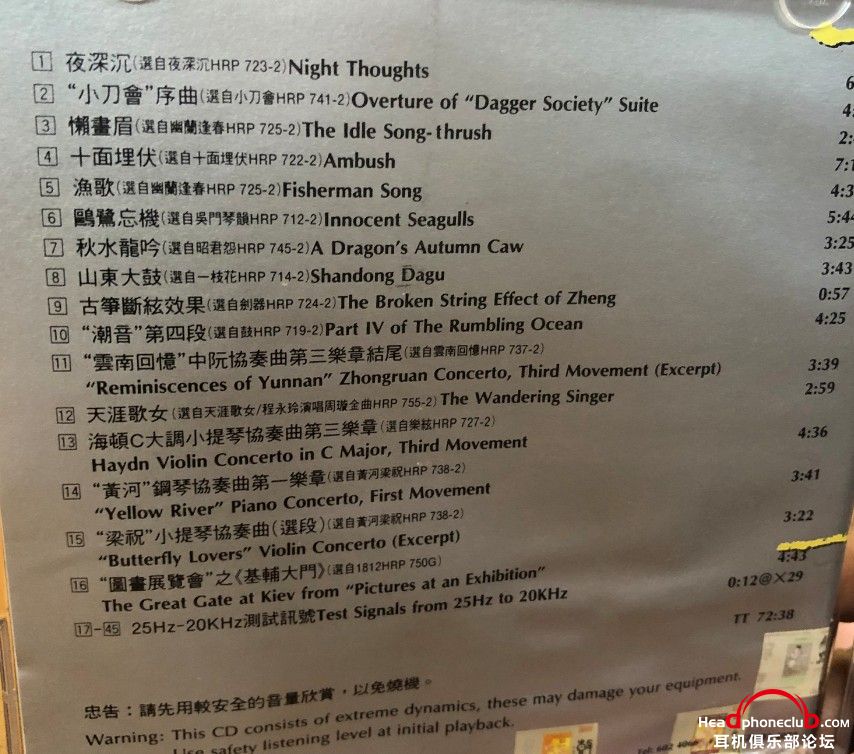 1 夜深沉(選自夜深沉HRP 723-2)Night Thoughts
2 “小刀會”序曲(選自小刀會HRP 741-2)Overture of “Dagger Society” Suite
3 懶畫眉(選自幽蘭逢春HRP 725-2)The Idle Song-thrush
4 十面埋伏(選自十面埋伏HRP 722-2)Ambush
5 漁歌(選自幽蘭逢春HRP 725-2)Fisherman Song
6 鷗鷺忘機(選自吳門琴韻HRP 712-2)Innocent Seagulls 5:44
7 秋水龍吟(選自昭君怨HRP 745-2)A Dragon’s Autumn Caw 3:25
8 山東大鼓(選自一枝花HRP 714-2)Shandong Dagu 3:43
9 古箏斷絃效果(選自劍器HRP 724-2)The Broken String Effect of Zheng 0:57
10 “潮音”第四段(選自鼓HRP 719-2)Part IV of The Rumbling Ocean 4:25
11 “雲南回憶”中阮協奏曲第三樂章結尾(選自雲南回憶HRP 737-2)
“Reminiscences of Yunnan” Zhongruan Concerto, Third Movement (Excerpt) 3:39
12 天涯歌女(選自天涯歌女/程永玲演唱周璇金曲HRP 755-2)The Wandering Singer 2:59
13 海頓C大調小提琴協奏曲第三樂章(選自樂絃HRP 727-2)
Haydn Violin Concerto in C Major, Third Movement 4:36
14 “黃河”鋼琴協奏曲第一樂章(選自黃河梁祝HRP 738-2)
“Yellow River” Piano Concerto, First Movement 3:41
15 “梁祝”小提琴協奏曲(選段)(選自黃河梁祝HRP 738-2)
“Butterfly Lovers” Violin Concerto (Excerpt) 3:22
16 “圖畫展覽會”之《基輔大門》(選自1812HRP 750G)
The Great Gate at Kiev from “Pictures at an Exhibition” 4:43
17-45 25Hz-20KHz測試訊號Test Signals from 25Hz to 20KHz 0:12@×29
TT 72:38
忠告：請先用較安全的音量欣賞，以免燒機。
Warning: This CD consists of extreme dynamics, these may damage your equipment.
Use safety listening level at initial playback.
Headphoneclub.com
耳机俱乐部论坛